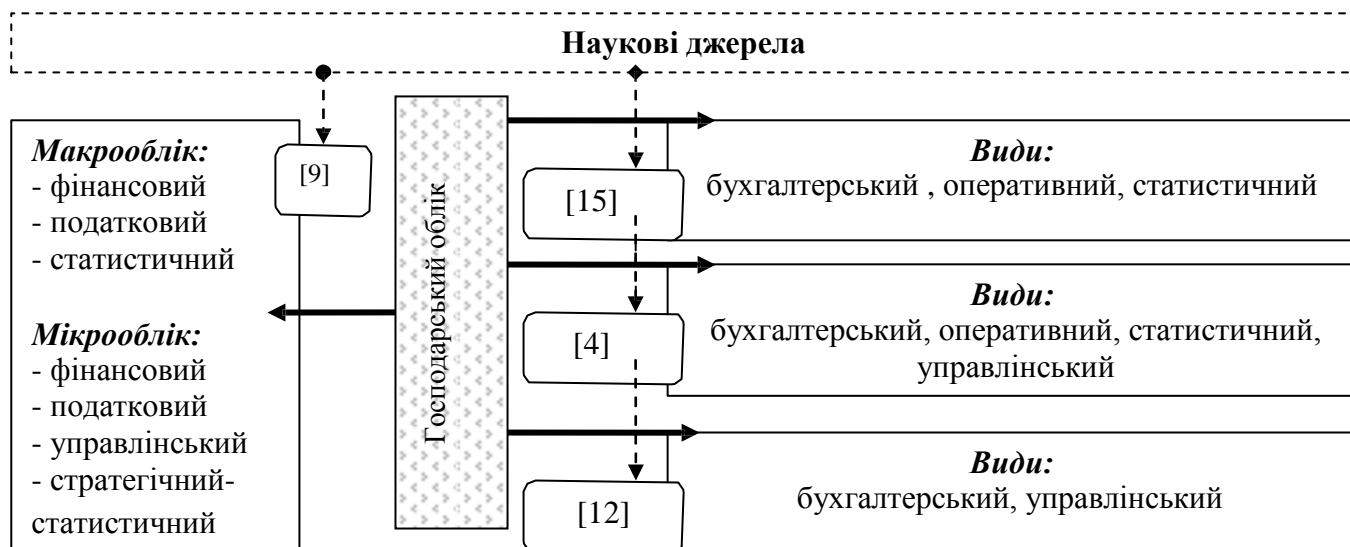 Наукові джерела
Макрооблік:
- фінансовий
- податковий
- статистичний
Мікрооблік:
- фінансовий
- податковий
- управлінський
- стратегічний-
статистичний
[9]
Господарський облік
[15]
[4]
[12]
Види:
бухгалтерський , оперативний, статистичний
Види:
бухгалтерський, оперативний, статистичний,
управлінський
Види:
бухгалтерський, управлінський